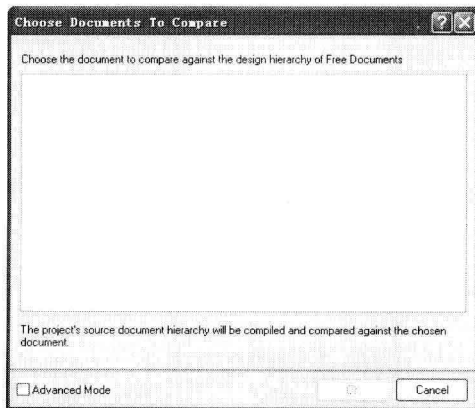 Choose Documents To Compare
Choose the document to compare against the design hierarchy of Free Documents
The project's source document hierarchy will be compiled and compared against the chosen
document.
Advanced Mode
Cancel